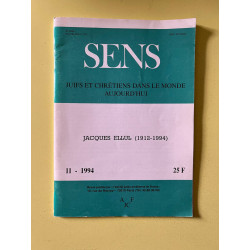 SENS
JUIFS ET CHRÉTIENS DANS LE MONDE
AUJOURD'HUI
JACQUES ELLUL (1912-1994)
11 - 1994
25 F